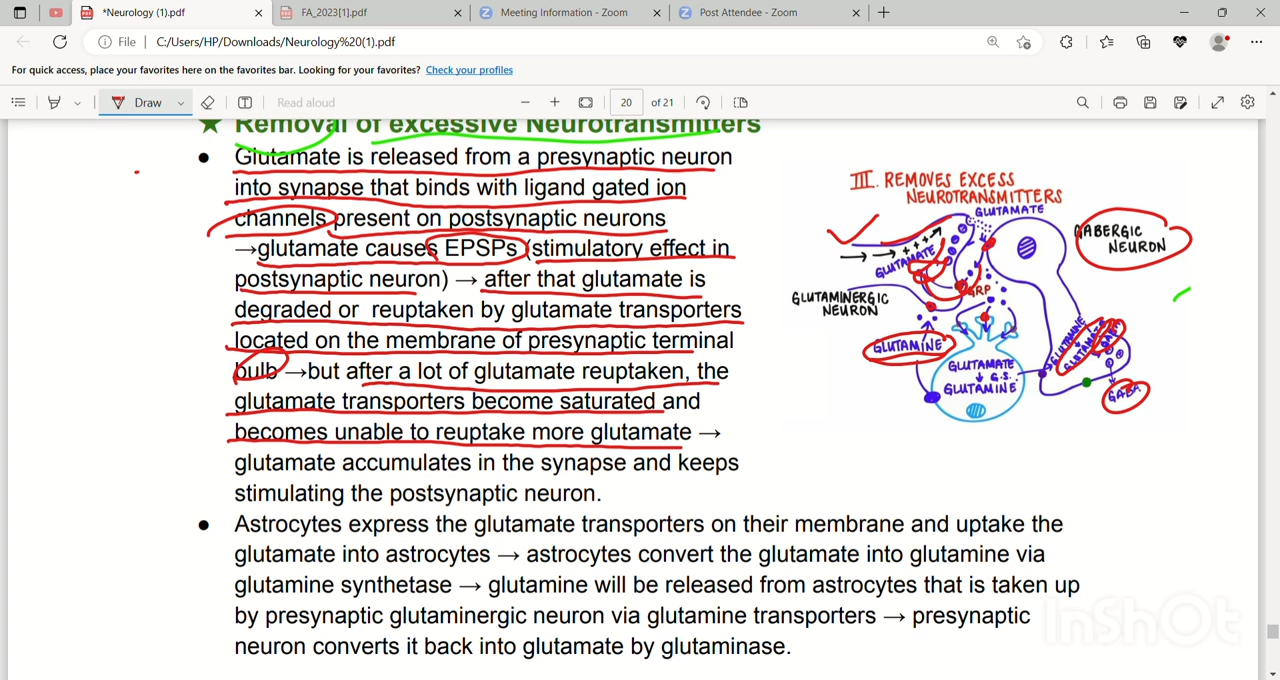 *Neurology (1).pdf
FA_2023[1].pdf
Meeting Information - Zoom
Post Attendee - Zoom
File
C:/Users/HP/Downloads/Neurology%20(1).pdf
For quick access, place your favorites here on the favorites bar. Looking for your favorites? Check your profiles
Draw
Read aloud
20 of 21
★ Removal of excessive Neurotransmitters
● Glutamate is released from a presynaptic neuron
into synapse that binds with ligand gated ion
channels present on postsynaptic neurons
→glutamate causes EPSPs (stimulatory effect in
postsynaptic neuron) → after that glutamate is
degraded or reuptaken by glutamate transporters
located on the membrane of presynaptic terminal
bulb →but after a lot of glutamate reuptaken, the
glutamate transporters become saturated and
becomes unable to reuptake more glutamate →
glutamate accumulates in the synapse and keeps
stimulating the postsynaptic neuron.
● Astrocytes express the glutamate transporters on their membrane and uptake the
glutamate into astrocytes → astrocytes convert the glutamate into glutamine via
glutamine synthetase → glutamine will be released from astrocytes that is taken up
by presynaptic glutaminergic neuron via glutamine transporters → presynaptic
neuron converts it back into glutamate by glutaminase.
III. REMOVES EXCESS
NEUROTRANSMITTERS
GLUTAMATE
GABERGIC
NEURON
GLUTAMATE
GLUTAMINERGIC
NEURON
GLUTAMINE
GLUTAMATE
↓ G.S.
GLUTAMINE
GLUTAMINE
GLUTAMATE
GABA
InShOt